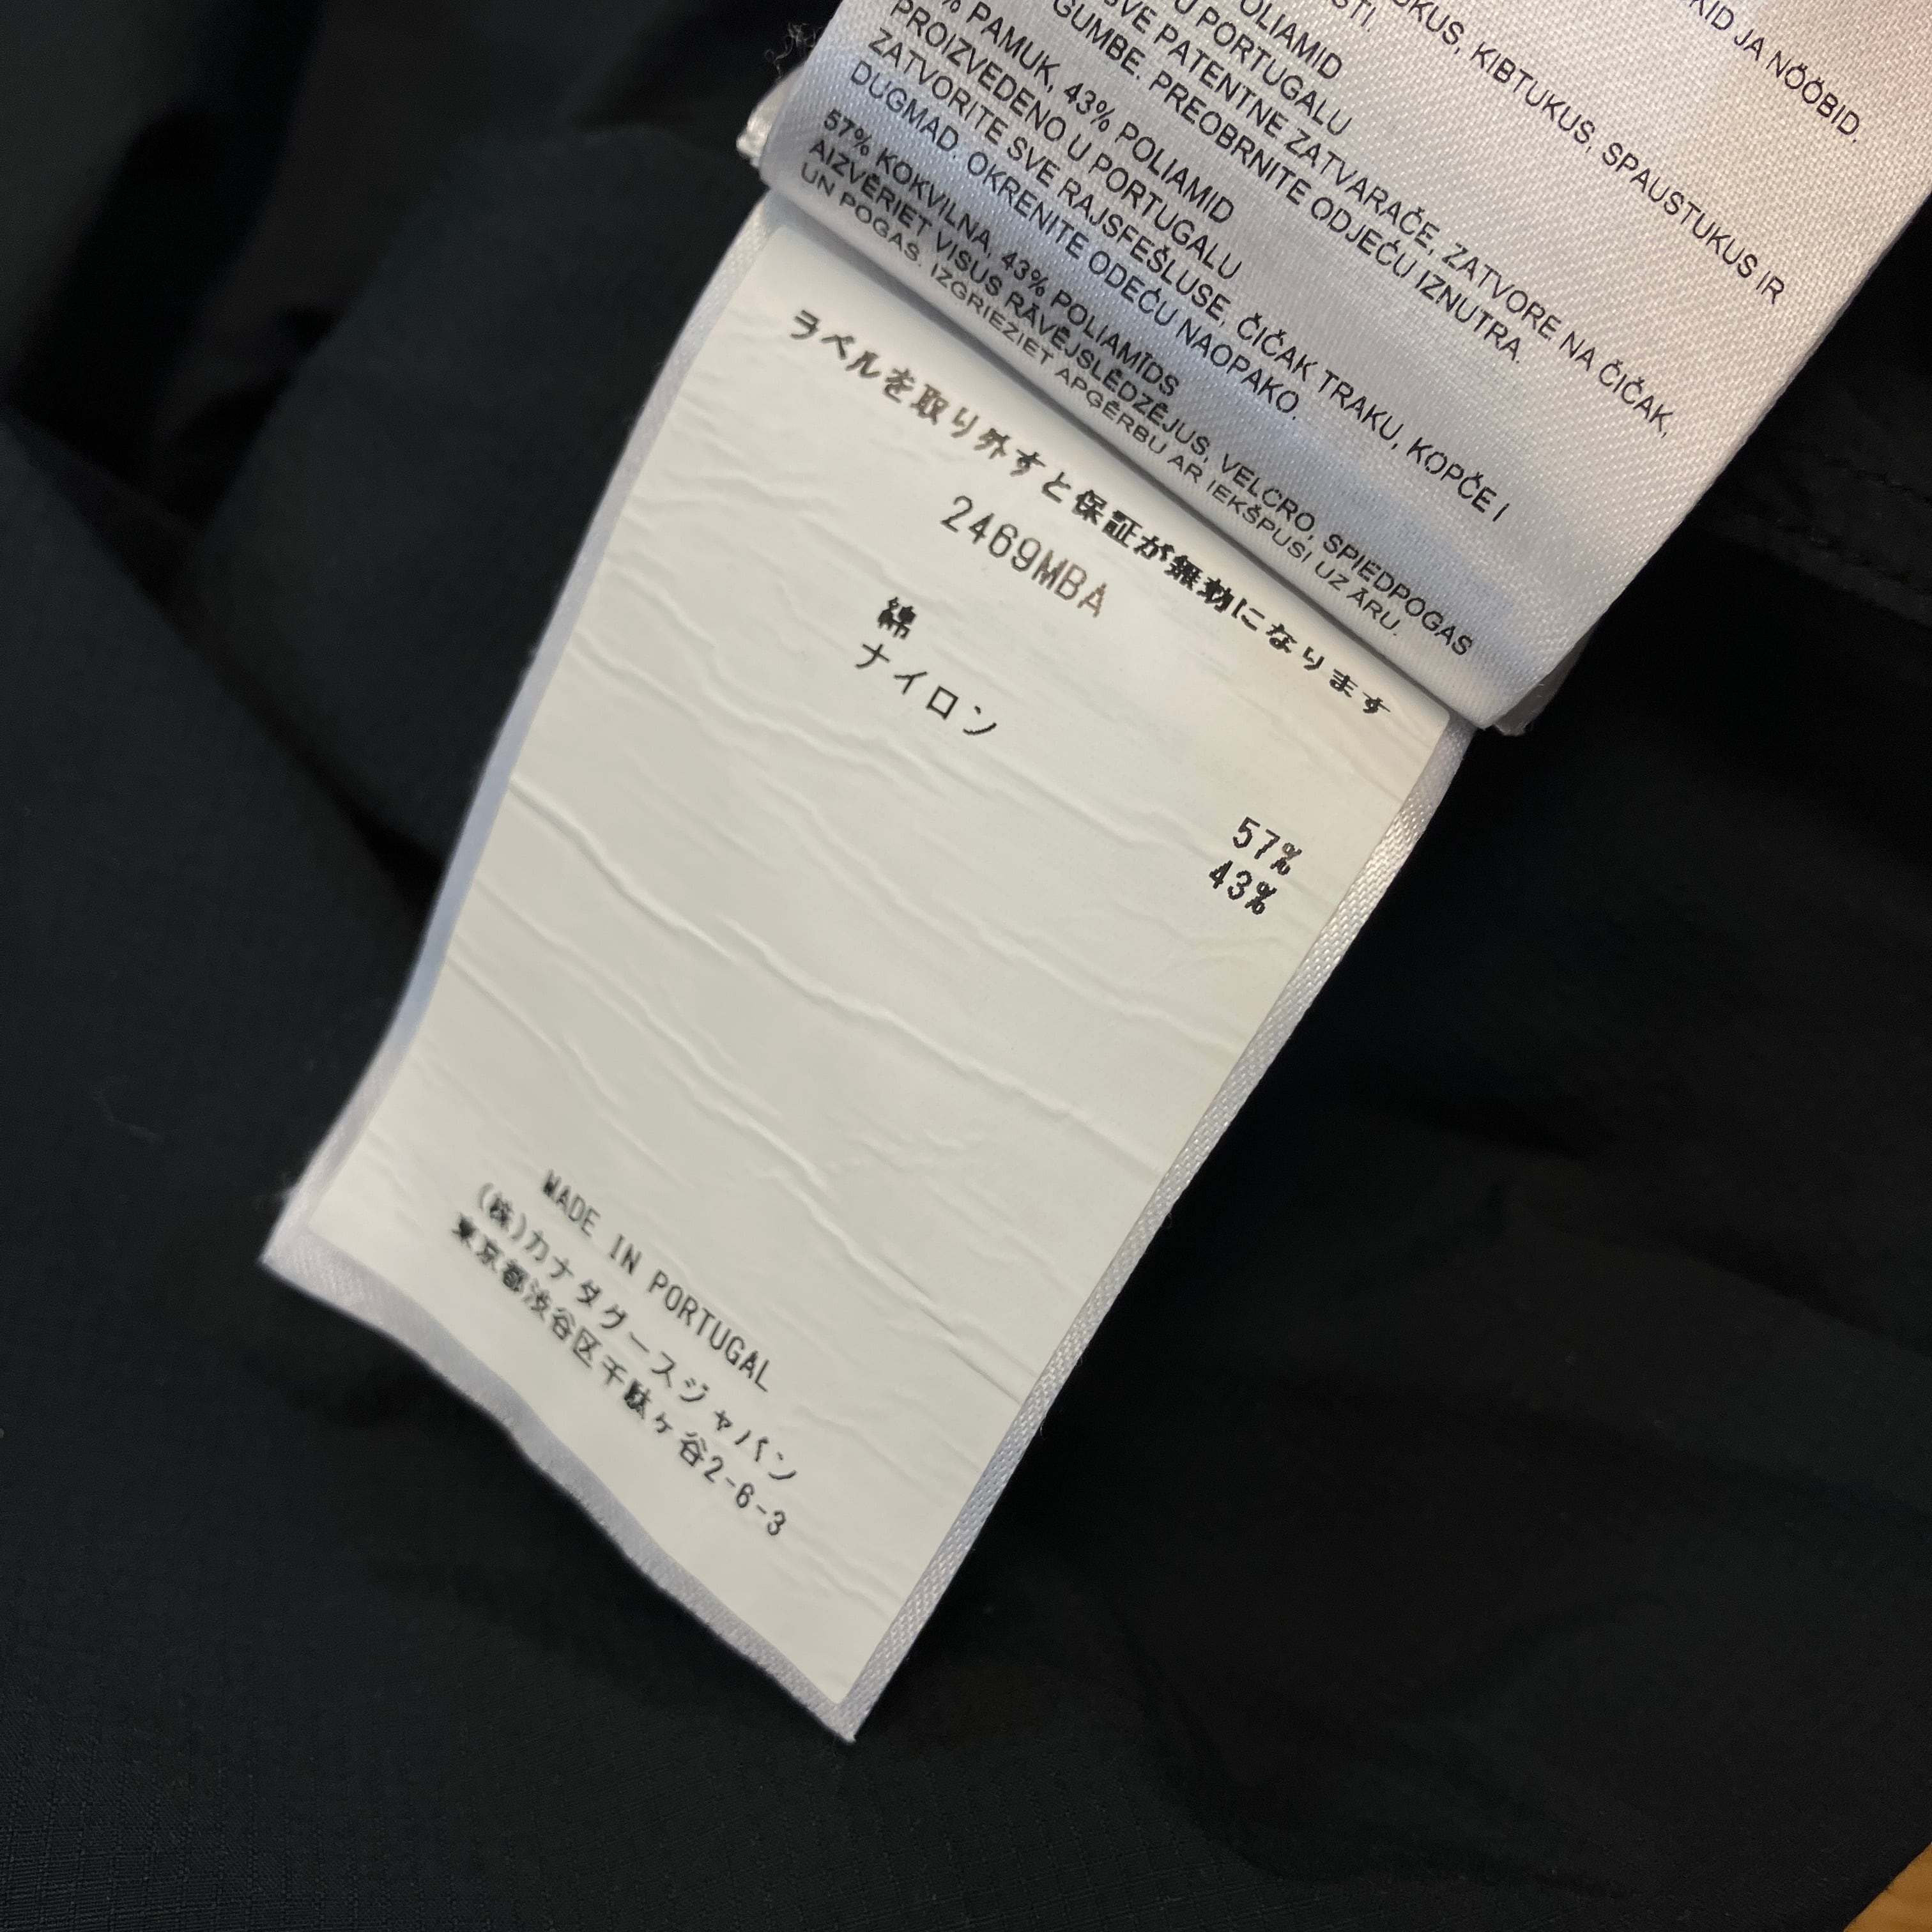 KID JA NÖÖBID.
KIBTUKUS, SPAUSTUKUS IR
STI.
OLIAMID
U PORTUGALU
SVE PATENTNE ZATVARAČE, ZATVORE NA ČIČAK,
GUMBE. PREOBRNITE ODJEĆU IZNUTRA.
% PAMUK, 43% POLIAMID
PROIZVEDENO U PORTUGALU
ZATVORITE SVE RAJSFEŠLUSE, ČIČAK TRAKU, KOPČE I
DUGMAD. OKRENITE ODEĆU NAOPAKO.
57% KOKVILNA, 43% POLIAMĪDS
AIZVĒRIET VISUS RĀVĒJSLĒDZĒJUS, VELCRO, SPIEDPOGAS
UN POGAS. IZGRIEZIET APĢĒRBU AR IEKŠPUSI UZ ĀRU.
ラベルを取り外すと保証が無効になります
2469MBA
綿 57%
ナイロン 43%
MADE IN PORTUGAL
(株)カナダグースジャパン
東京都渋谷区千駄ヶ谷2-6-3